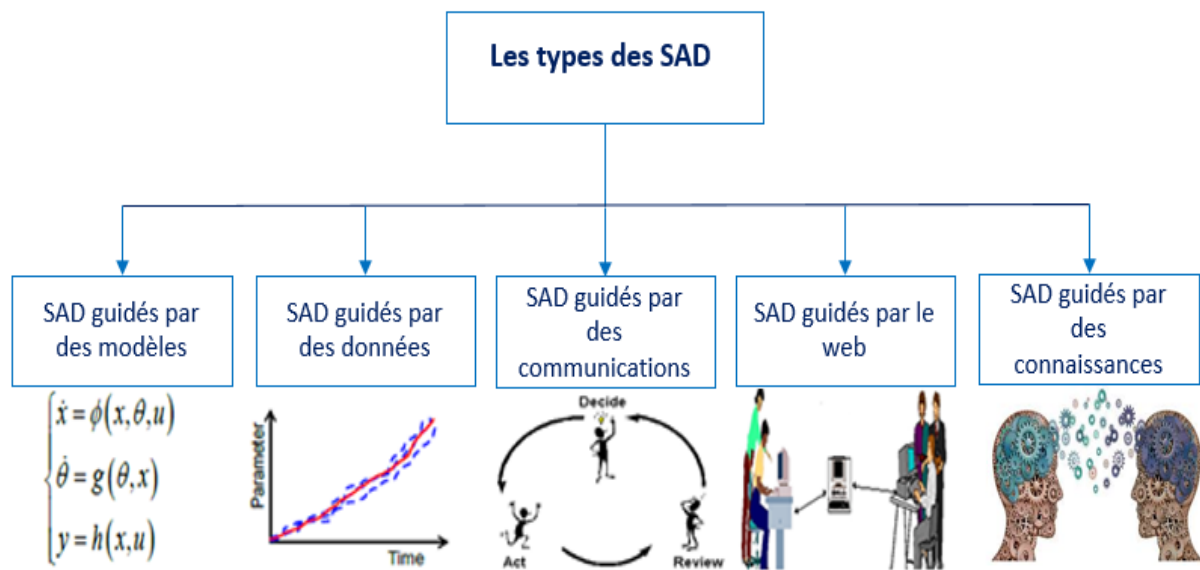 Les types des SAD
SAD guidés par
des modèles
SAD guidés par
des données
SAD guidés par
des
communications
SAD guidés par le
web
SAD guidés par
des
connaissances
ẋ = ϕ(x,θ,u)
θ̇ = g(θ,x)
y = h(x,u)
Parameter
Time
Decide
Act
Review